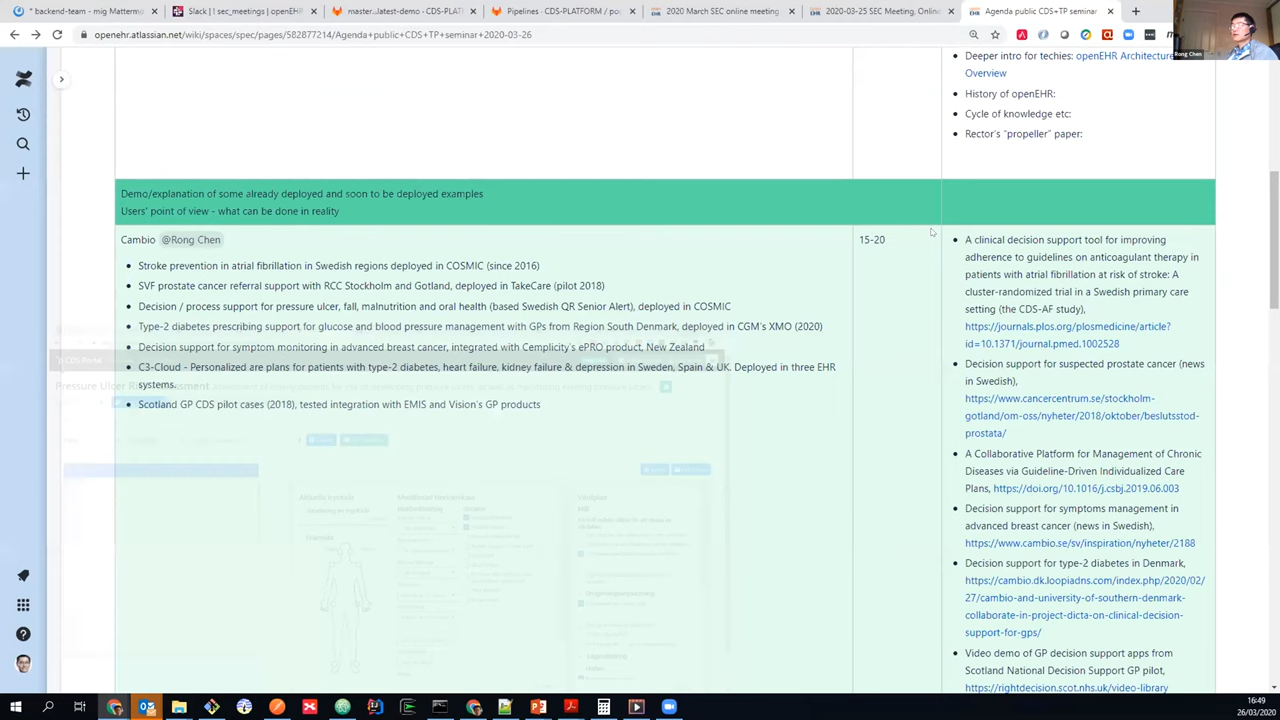 * backend-team - mig Mattermo
Slack | 1 sec_meetings | openEH
master...latest-demo - CDS-PLAT
Pipelines - CDS-PLATFORM / po
2020 March SEC online meeting
2020-03-25 SEC Meeting, Onlin
Agenda public CDS+TP seminar
openehr.atlassian.net/wiki/spaces/spec/pages/582877214/Agenda+public+CDS+TP+seminar+2020-03-26
Rong Chen
Deeper intro for techies: openEHR Architecture
Overview
History of openEHR:
Cycle of knowledge etc:
Rector's "propeller" paper:
Demo/explanation of some already deployed and soon to be deployed examples
Users' point of view - what can be done in reality
Cambio @Rong Chen
15-20
Stroke prevention in atrial fibrillation in Swedish regions deployed in COSMIC (since 2016)
SVF prostate cancer referral support with RCC Stockholm and Gotland, deployed in TakeCare (pilot 2018)
Decision / process support for pressure ulcer, fall, malnutrition and oral health (based Swedish QR Senior Alert), deployed in COSMIC
Type-2 diabetes prescribing support for glucose and blood pressure management with GPs from Region South Denmark, deployed in CGM's XMO (2020)
Decision support for symptom monitoring in advanced breast cancer, integrated with Cemplicity's ePRO product, New Zealand
C3-Cloud - Personalized are plans for patients with type-2 diabetes, heart failure, kidney failure & depression in Sweden, Spain & UK. Deployed in three EHR
systems.
Scotland GP CDS pilot cases (2018), tested integration with EMIS and Vision's GP products
CDS Portal
Pressure Ulcer Risk Assessment
A clinical decision support tool for improving
adherence to guidelines on anticoagulant therapy in
patients with atrial fibrillation at risk of stroke: A
cluster-randomized trial in a Swedish primary care
setting (the CDS-AF study),
https://journals.plos.org/plosmedicine/article?
id=10.1371/journal.pmed.1002528
Decision support for suspected prostate cancer (news
in Swedish),
https://www.cancercentrum.se/stockholm-
gotland/om-oss/nyheter/2018/oktober/beslutsstod-
prostata/
A Collaborative Platform for Management of Chronic
Diseases via Guideline-Driven Individualized Care
Plans, https://doi.org/10.1016/j.csbj.2019.06.003
Decision support for symptoms management in
advanced breast cancer (news in Swedish),
https://www.cambio.se/sv/inspiration/nyheter/2188
Decision support for type-2 diabetes in Denmark,
https://cambio.dk.loopiadns.com/index.php/2020/02/
27/cambio-and-university-of-southern-denmark-
collaborate-in-project-dicta-on-clinical-decision-
support-for-gps/
Video demo of GP decision support apps from
Scotland National Decision Support GP pilot,
https://rightdecision.scot.nhs.uk/video-library
16:49
26/03/2020